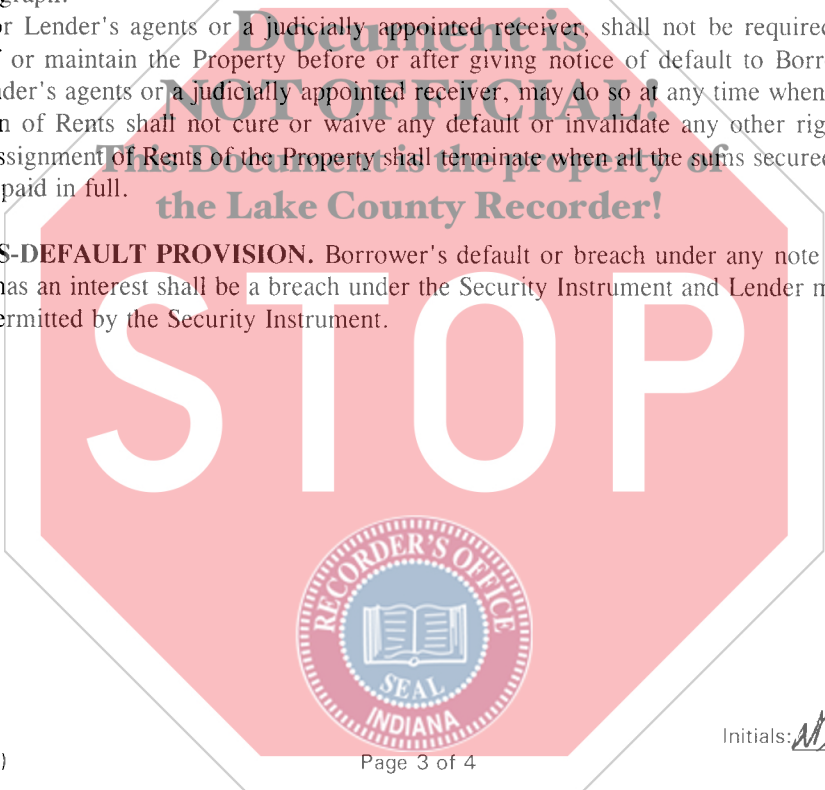 graph.
or Lender's agents or a judicially appointed receiver, shall not be required
or maintain the Property before or after giving notice of default to Borr
der's agents or a judicially appointed receiver, may do so at any time when
n of Rents shall not cure or waive any default or invalidate any other rig
ssignment of Rents of the Property shall terminate when all the sums secure
paid in full.
S-DEFAULT PROVISION. Borrower's default or breach under any note
has an interest shall be a breach under the Security Instrument and Lender m
ermitted by the Security Instrument.
Document is
NOT OFFICIAL!
This Document is the property of
the Lake County Recorder!
STOP
RECORDER'S OFFICE
SEAL
INDIANA
Initials:
)
Page 3 of 4